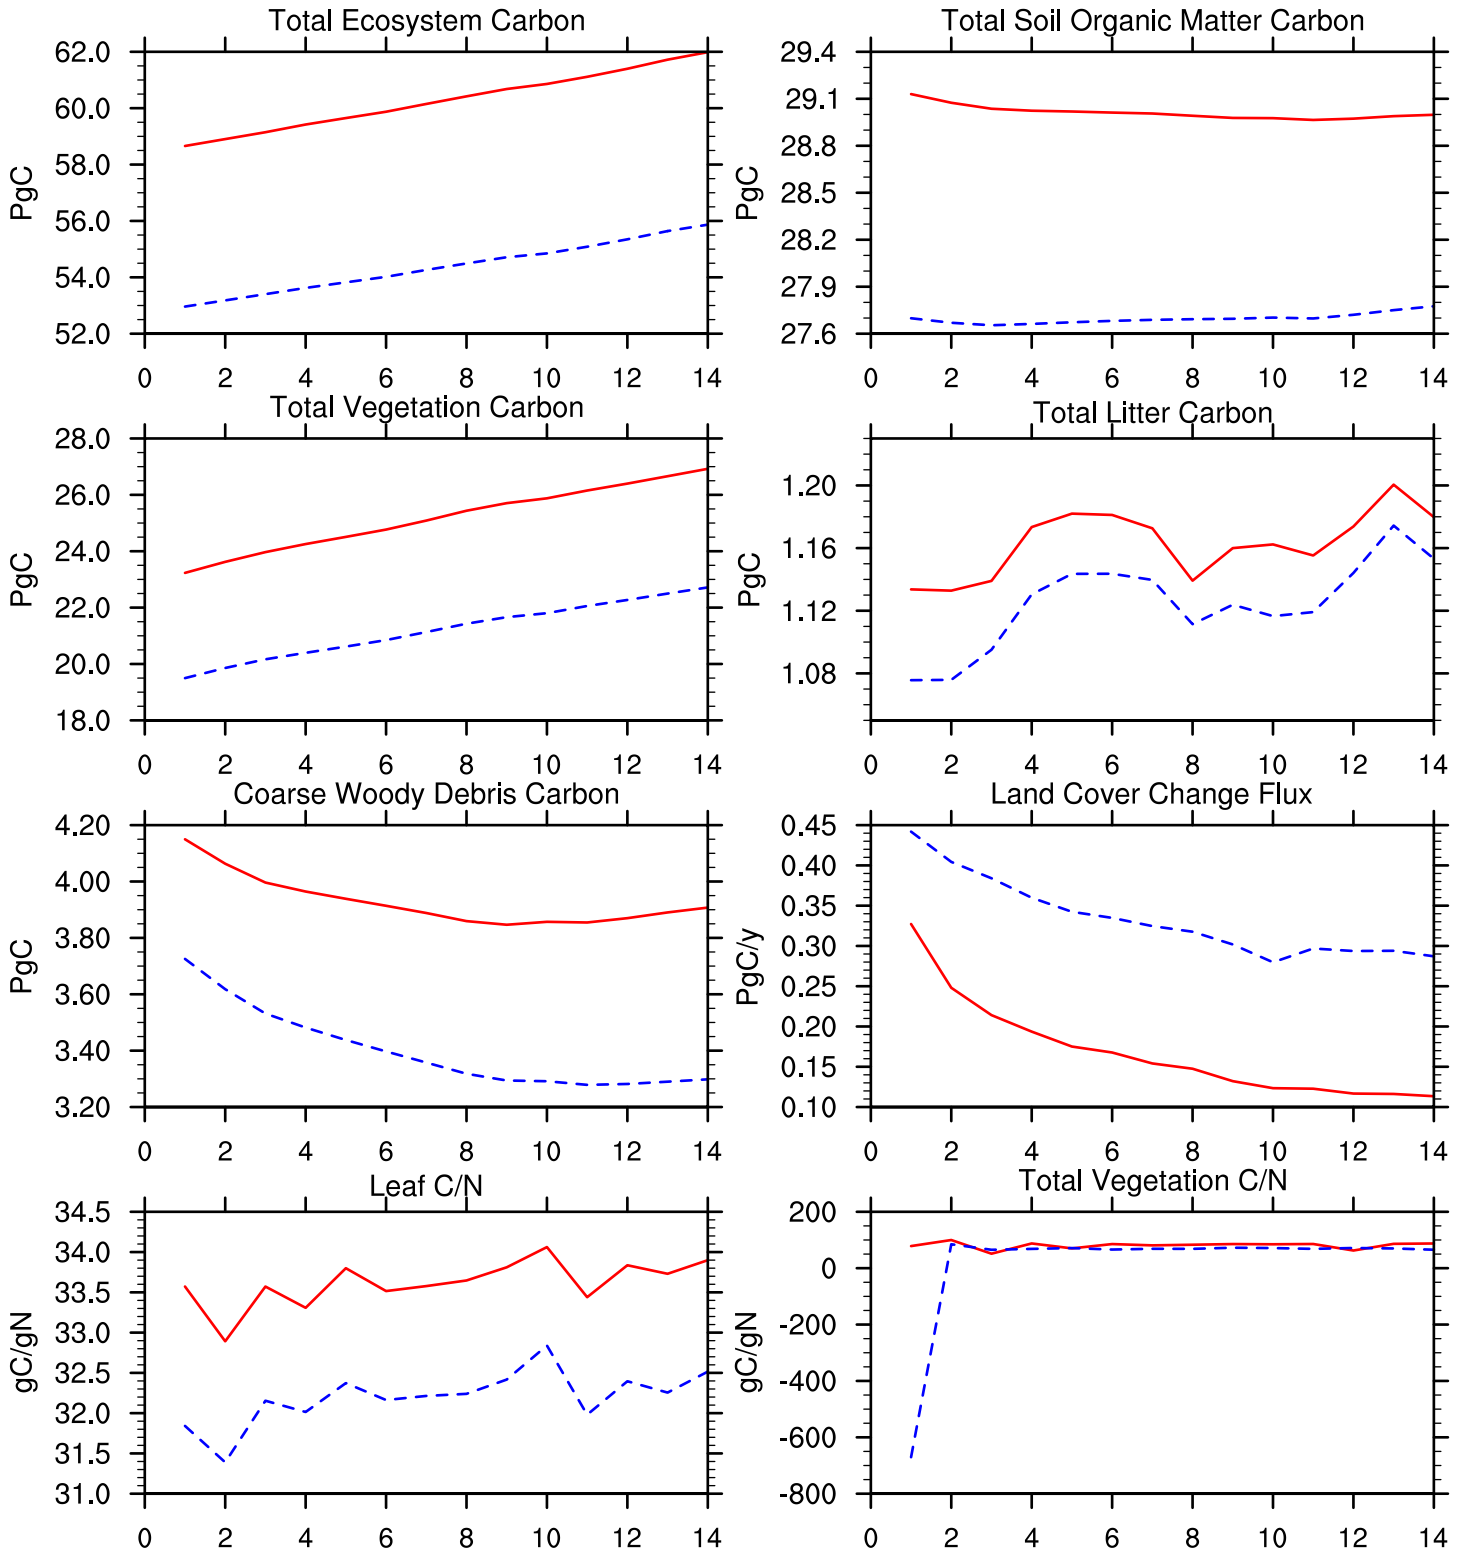 Total Ecosystem Carbon
PgC
62.0
60.0
58.0
56.0
54.0
52.0
0 2 4 6 8 10 12 14
Total Soil Organic Matter Carbon
PgC
29.4
29.1
28.8
28.5
28.2
27.9
27.6
0 2 4 6 8 10 12 14
Total Vegetation Carbon
PgC
28.0
26.0
24.0
22.0
20.0
18.0
0 2 4 6 8 10 12 14
Total Litter Carbon
PgC
1.20
1.16
1.12
1.08
0 2 4 6 8 10 12 14
Coarse Woody Debris Carbon
PgC
4.20
4.00
3.80
3.60
3.40
3.20
0 2 4 6 8 10 12 14
Land Cover Change Flux
PgC/y
0.45
0.40
0.35
0.30
0.25
0.20
0.15
0.10
0 2 4 6 8 10 12 14
Leaf C/N
gC/gN
34.5
34.0
33.5
33.0
32.5
32.0
31.5
31.0
0 2 4 6 8 10 12 14
Total Vegetation C/N
gC/gN
200
0
-200
-400
-600
-800
0 2 4 6 8 10 12 14